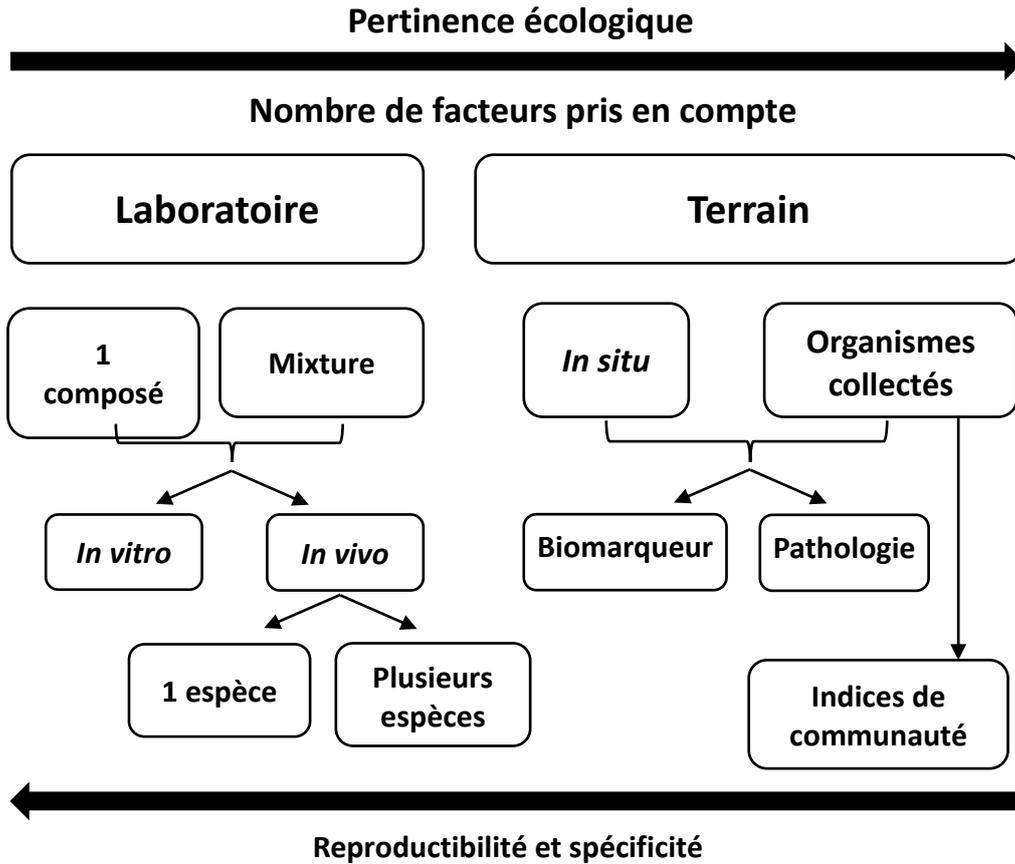 Pertinence écologique
Nombre de facteurs pris en compte
Laboratoire
Terrain
1
composé
Mixture
In situ
Organismes
collectés
In vitro
In vivo
Biomarqueur
Pathologie
1 espèce
Plusieurs
espèces
Indices de
communauté
Reproductibilité et spécificité